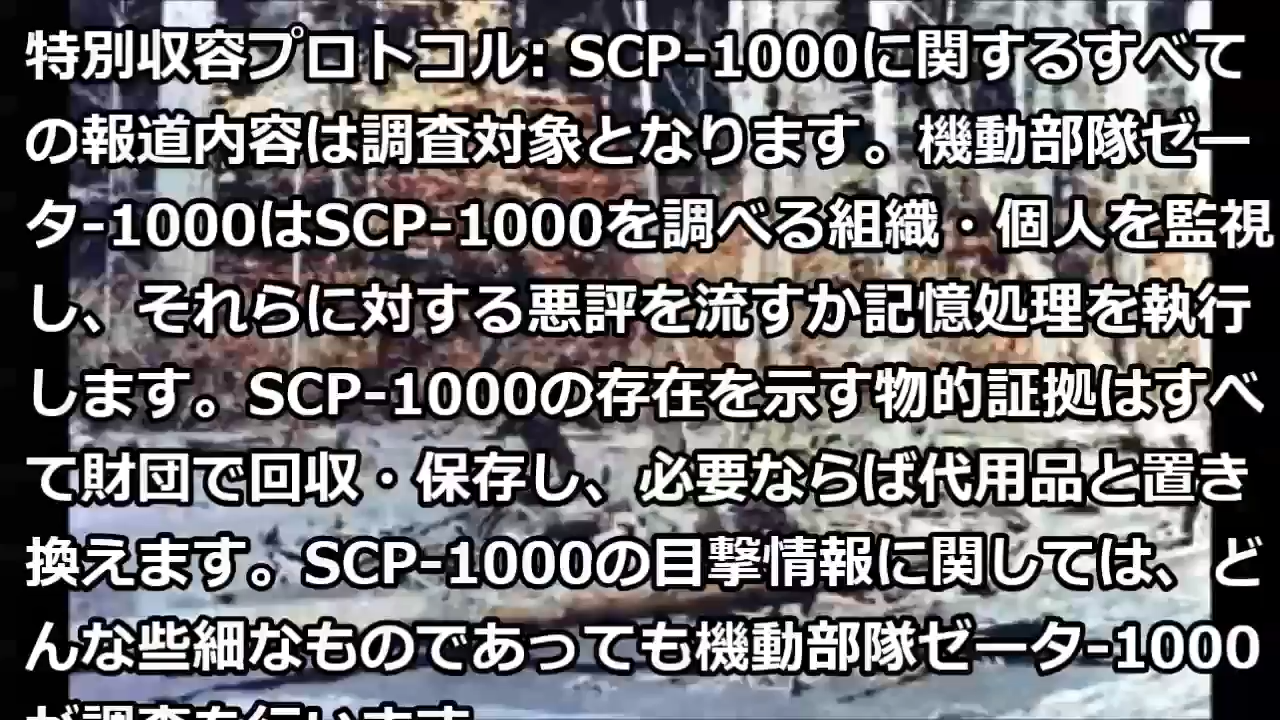 特別収容プロトコル: SCP-1000に関するすべて
の報道内容は調査対象となります。機動部隊ゼー
タ-1000はSCP-1000を調べる組織・個人を監視
し、それらに対する悪評を流すか記憶処理を執行
します。SCP-1000の存在を示す物的証拠はすべ
て財団で回収・保存し、必要ならば代用品と置き
換えます。SCP-1000の目撃情報に関しては、ど
んな些細なものであっても機動部隊ゼータ-1000
が調査を行います